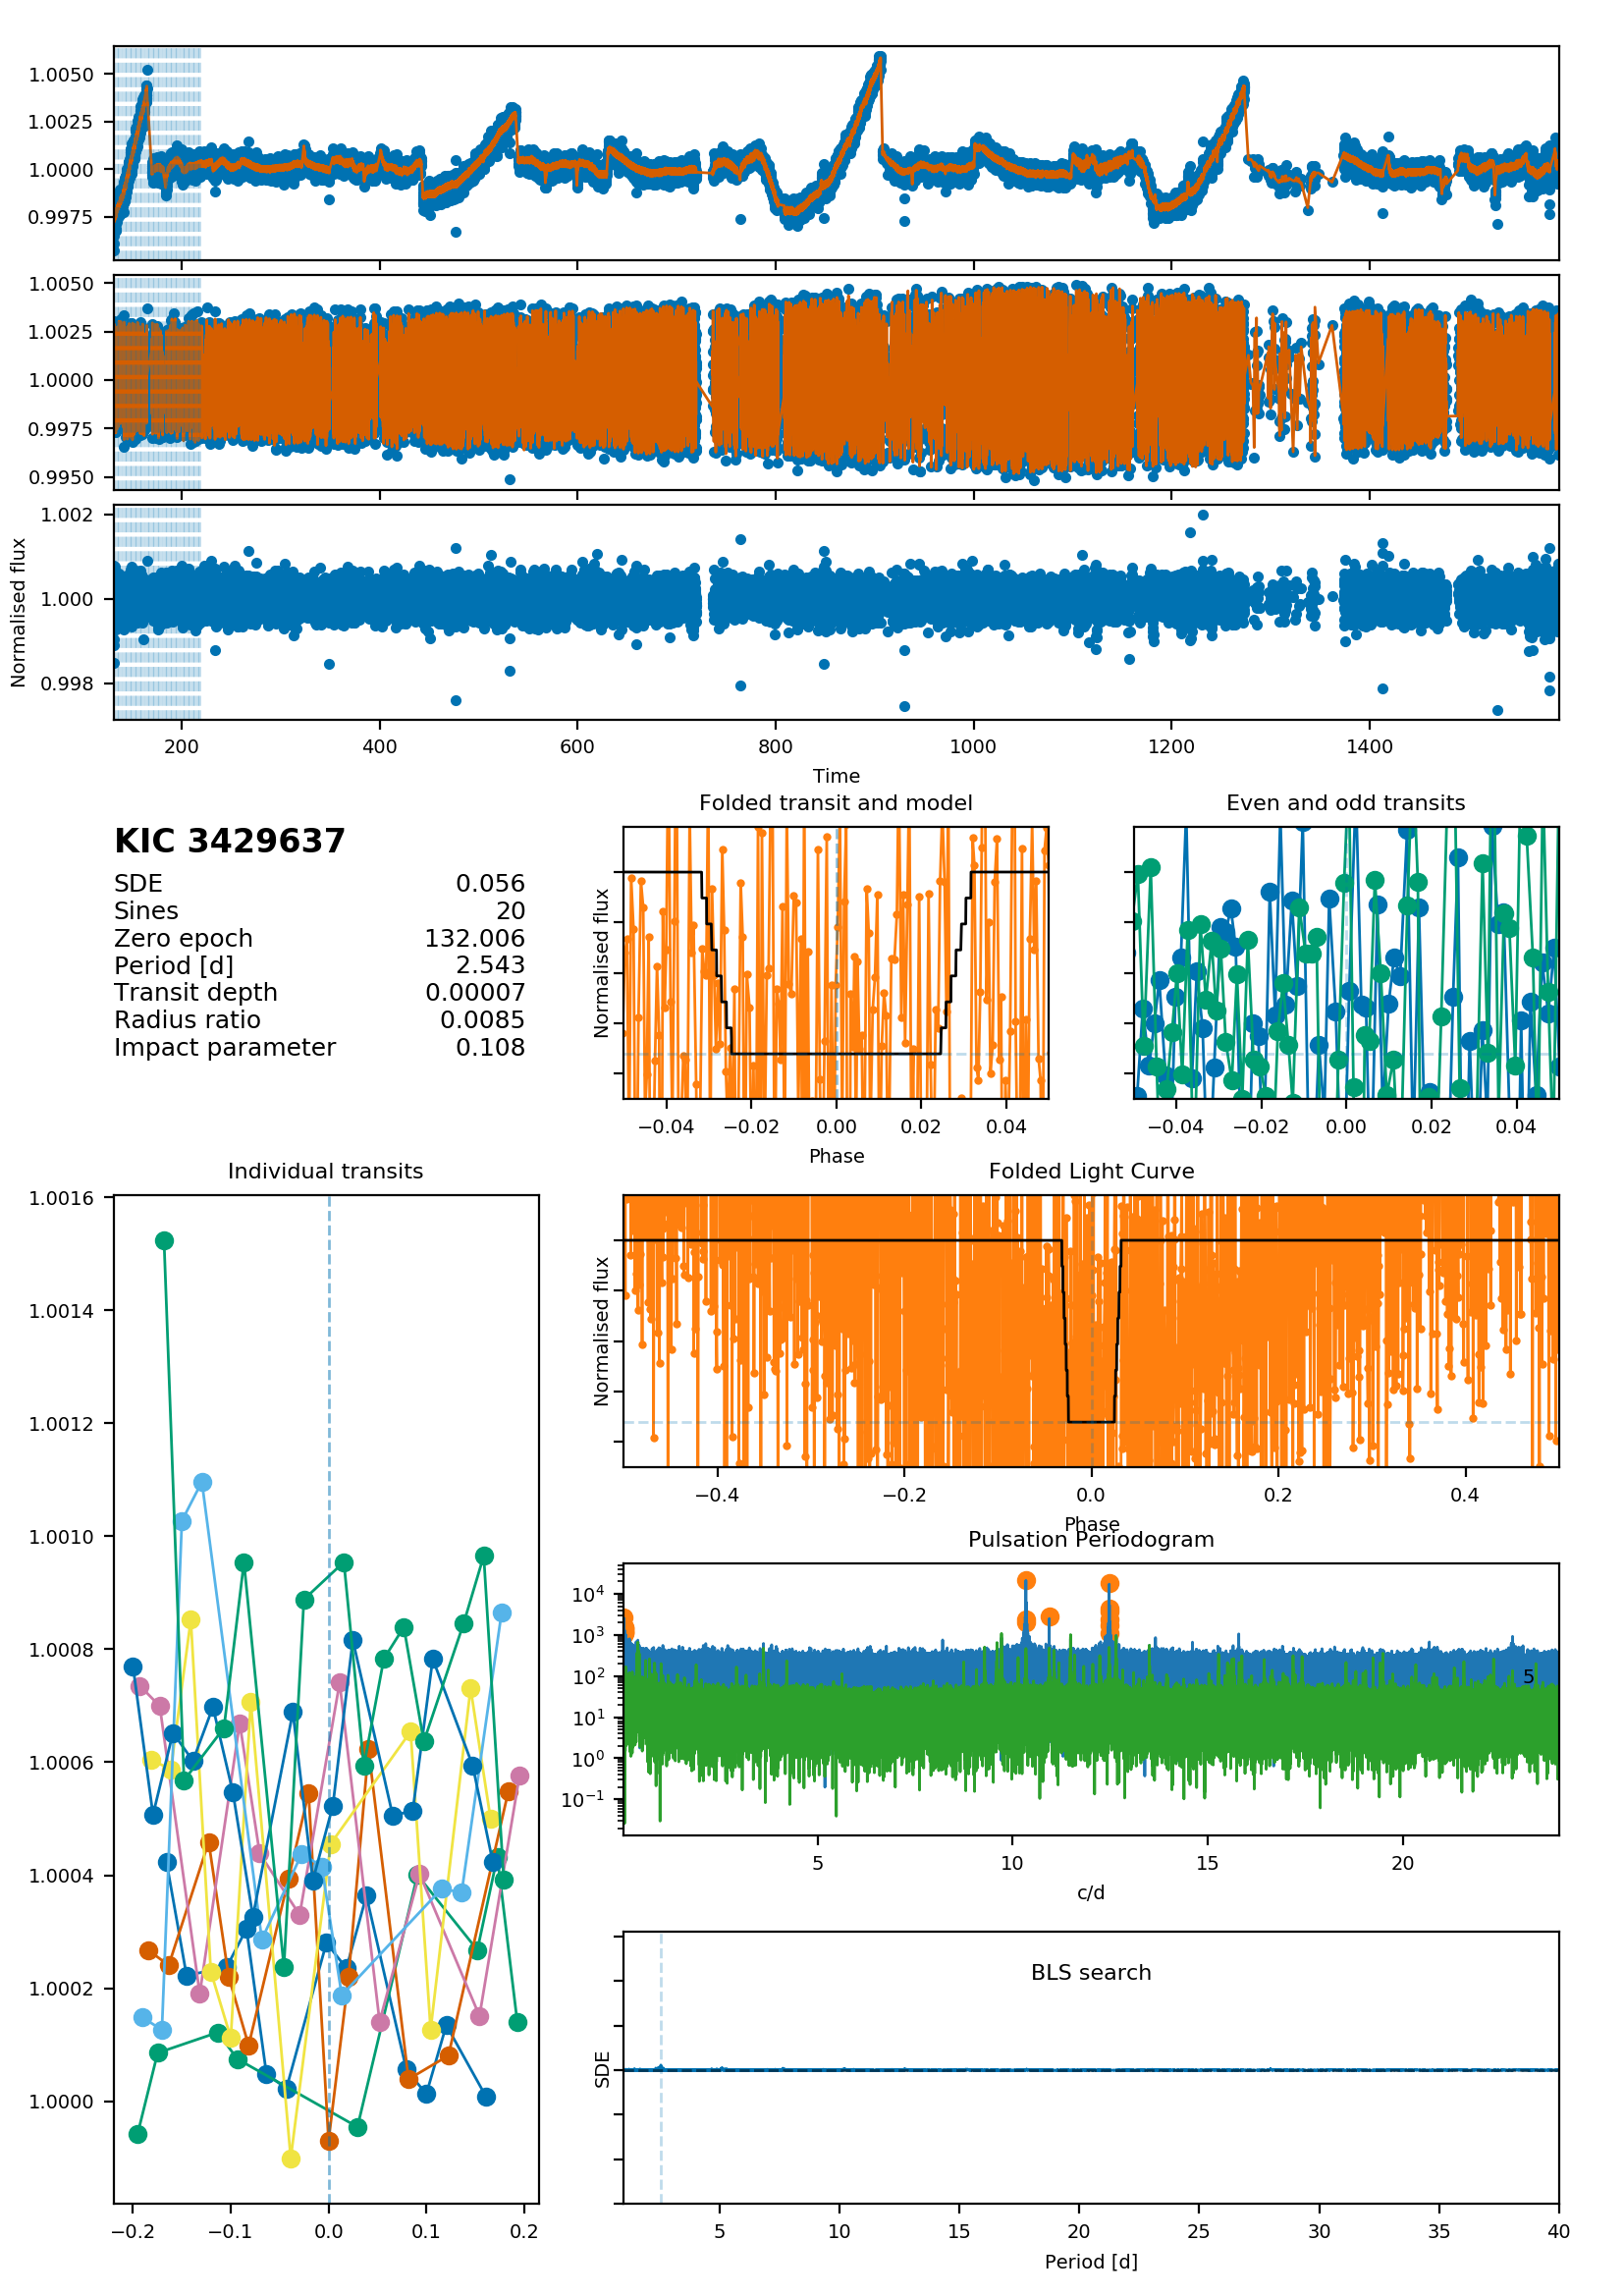 1.0050
1.0025
1.0000
0.9975
1.0050
1.0025
1.0000
0.9975
0.9950
1.002
1.000
0.998
Normalised flux
200 400 600 800 1000 1200 1400
Time
KIC 3429637
SDE 0.056
Sines 20
Zero epoch 132.006
Period [d] 2.543
Transit depth 0.00007
Radius ratio 0.0085
Impact parameter 0.108
Folded transit and model
Normalised flux
−0.04 −0.02 0.00 0.02 0.04
Phase
Even and odd transits
−0.04 −0.02 0.00 0.02 0.04
Individual transits
1.0016
1.0014
1.0012
1.0010
1.0008
1.0006
1.0004
1.0002
1.0000
−0.2 −0.1 0.0 0.1 0.2
Folded Light Curve
Normalised flux
−0.4 −0.2 0.0 0.2 0.4
Phase
Pulsation Periodogram
10⁴
10³
10²
10¹
10⁰
10⁻¹
5
5 10 15 20
c/d
BLS search
SDE
5 10 15 20 25 30 35 40
Period [d]